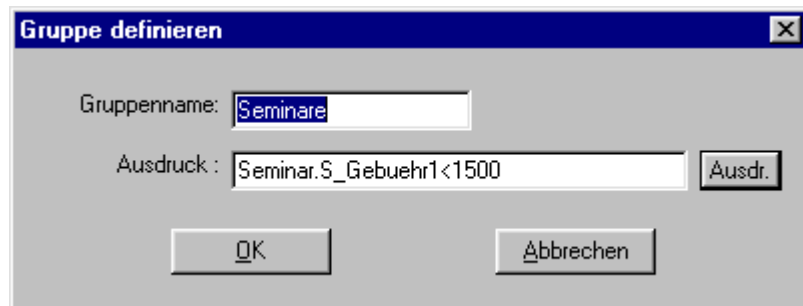 Gruppe definieren
Gruppenname: Seminare
Ausdruck : Seminar.S_Gebuehr1<1500 Ausdr.
OK Abbrechen